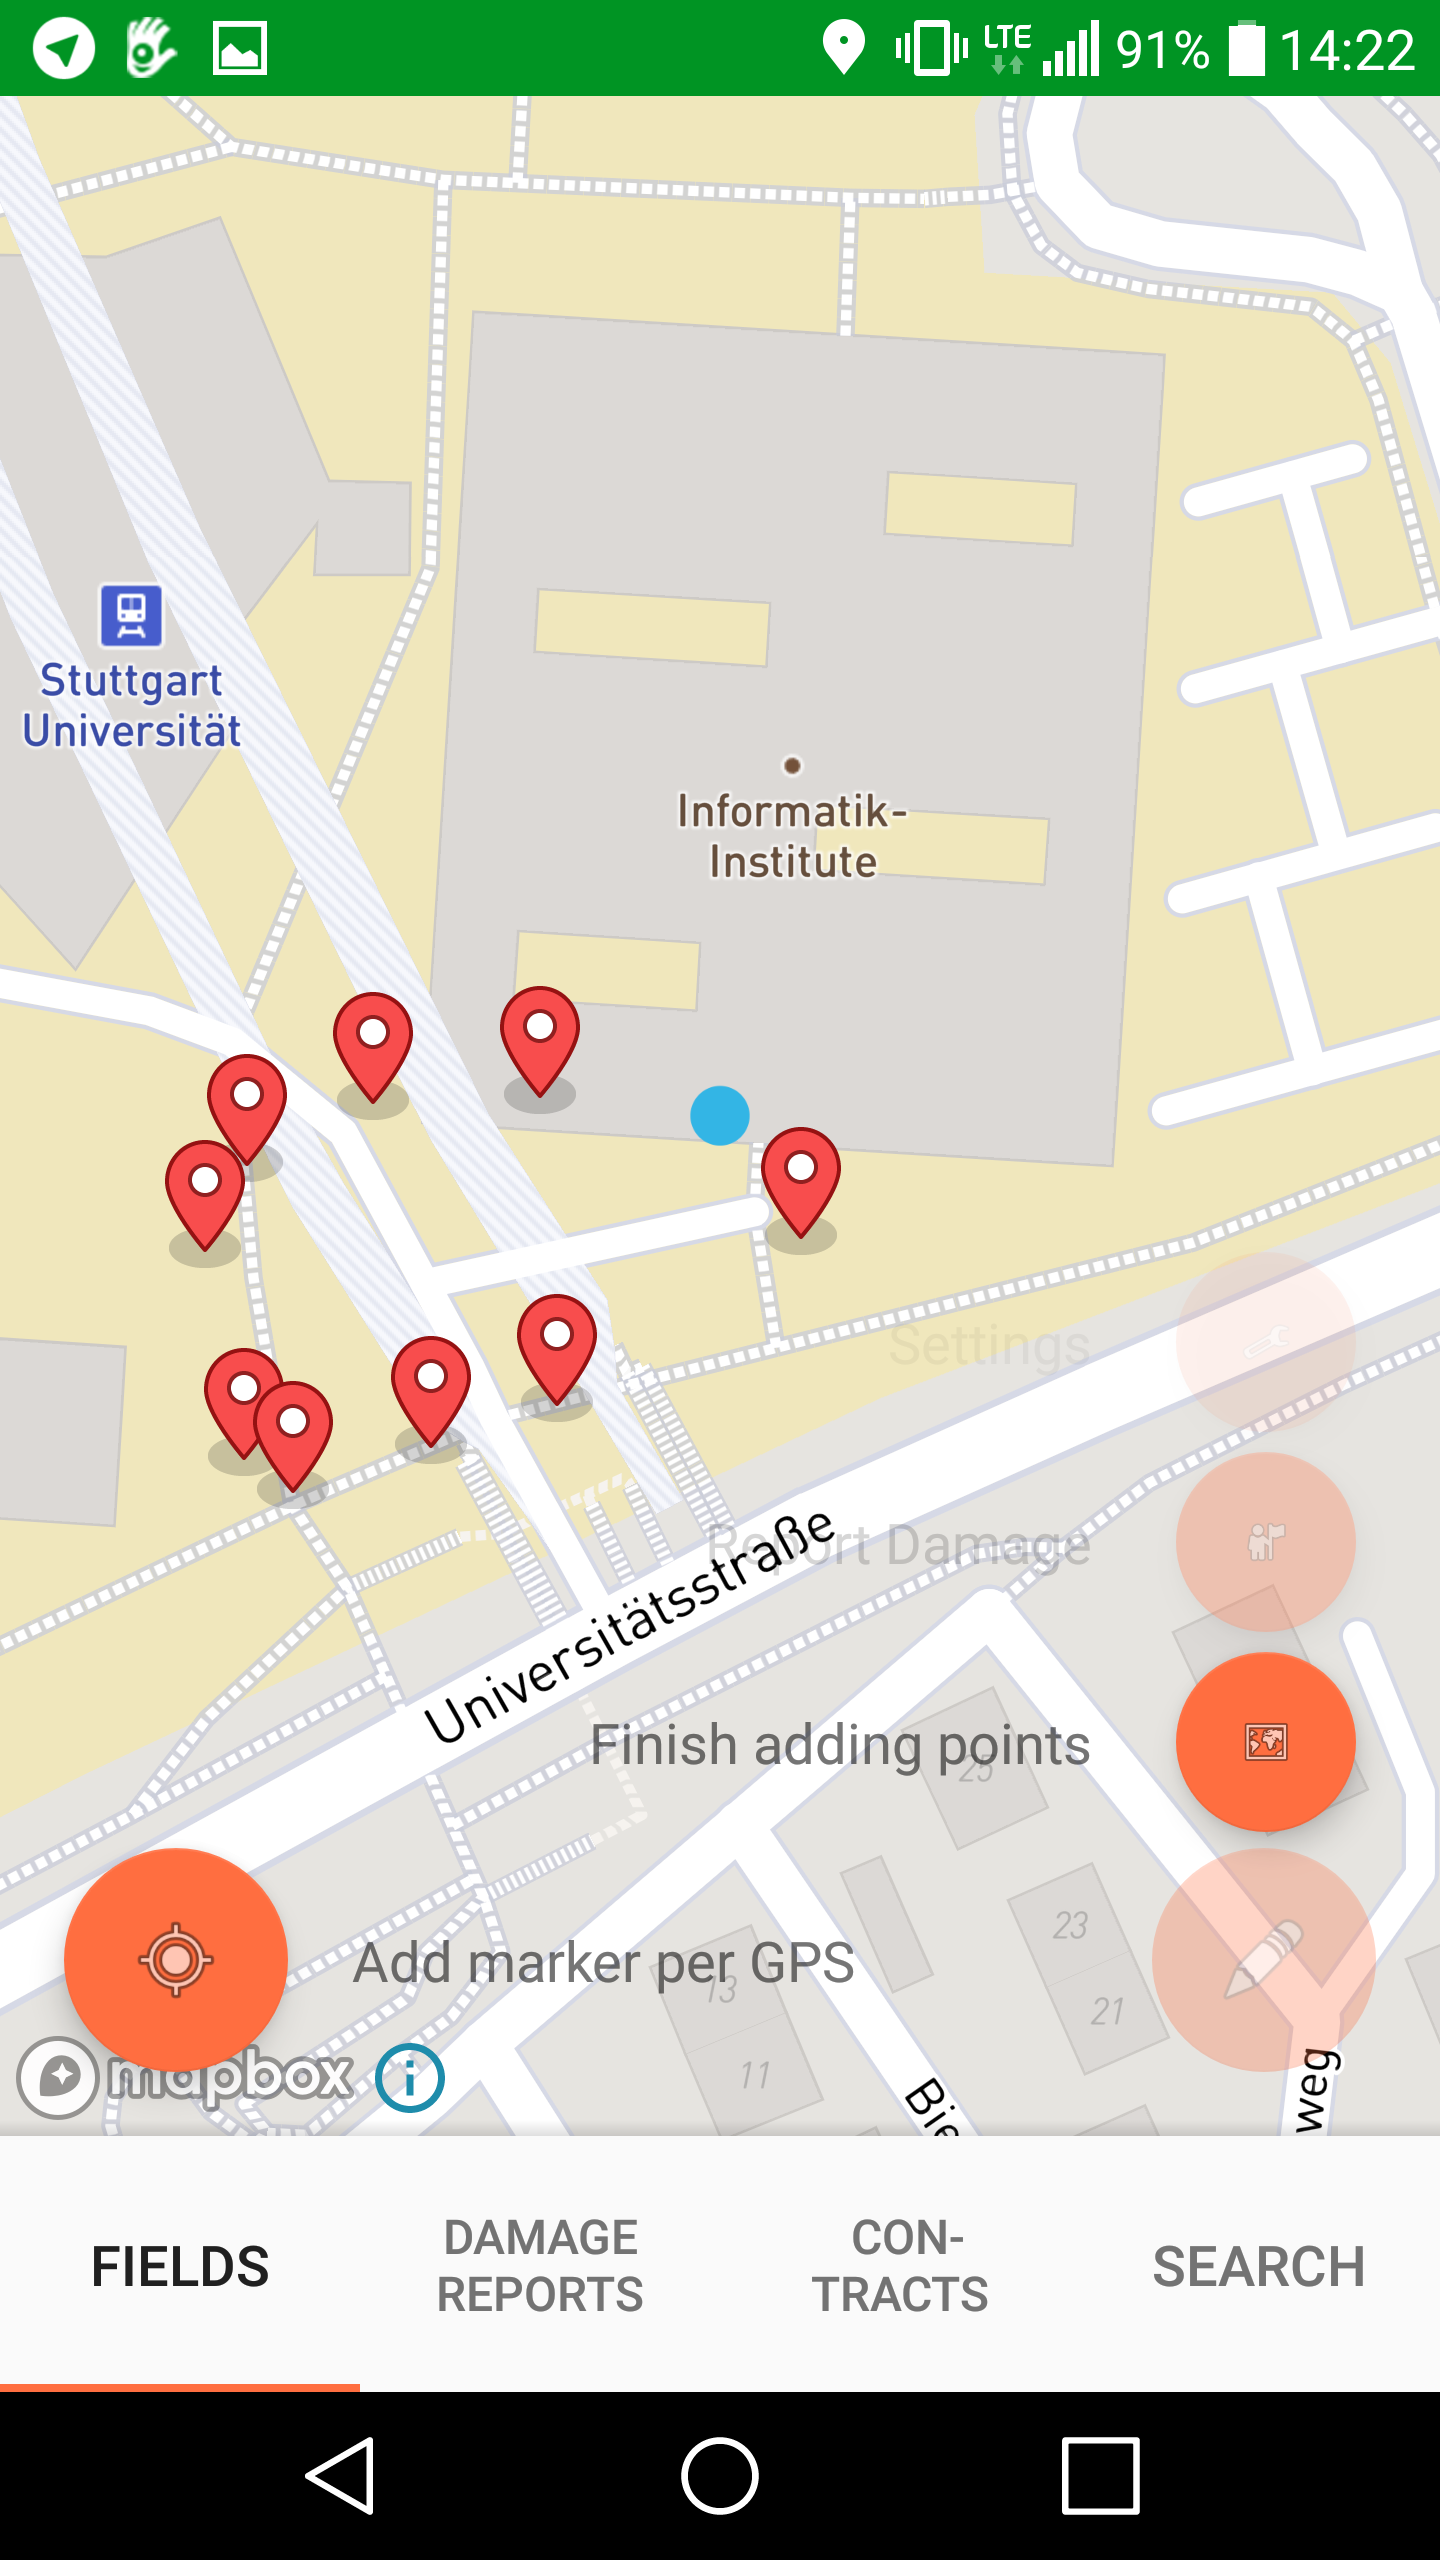 LTE 91% 14:22
Stuttgart
Universität
Informatik-
Institute
Settings
Report Damage
Universitätsstraße
Finish adding points
25
23
Add marker per GPS
13
21
11
mapbox
Bie
weg
FIELDS
DAMAGE
REPORTS
CON-
TRACTS
SEARCH